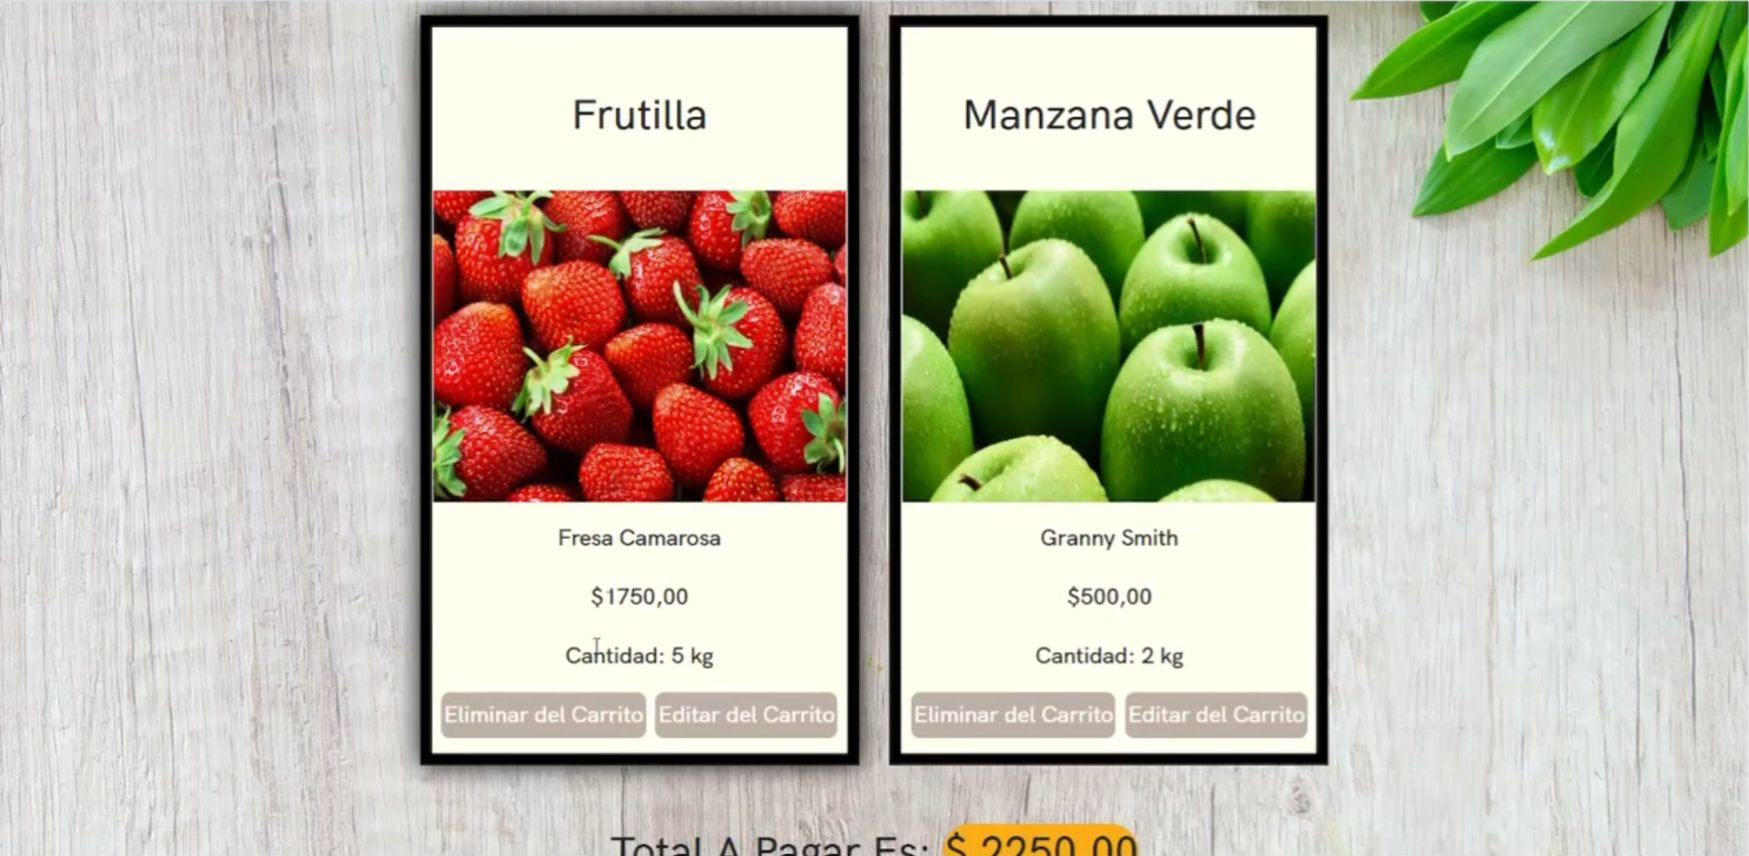 Frutilla
Fresa Camarosa
$1750,00
Cantidad: 5 kg
Eliminar del Carrito
Editar del Carrito
Manzana Verde
Granny Smith
$500,00
Cantidad: 2 kg
Eliminar del Carrito
Editar del Carrito
Total A Pagar Es: $ 2250,00